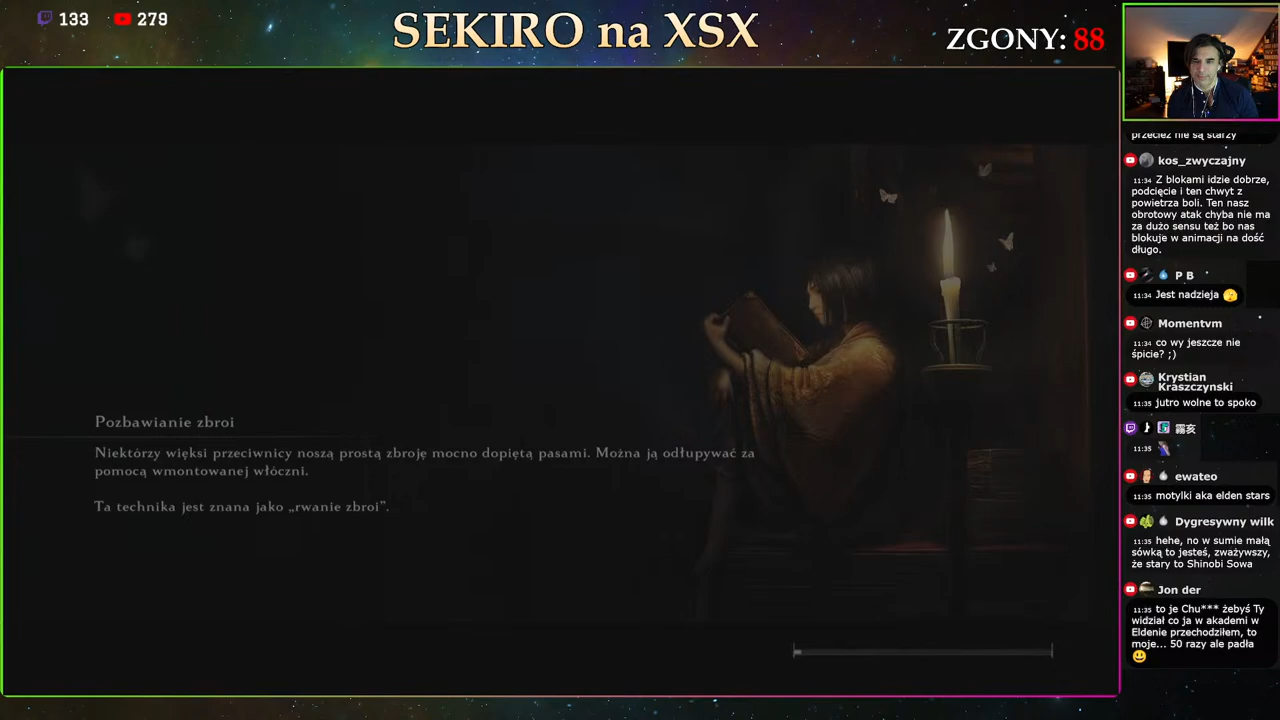 133 279
SEKIRO na XSX
ZGONY: 88
Pozbawianie zbroi
Niektórzy więksi przeciwnicy noszą prostą zbroję mocno dopiętą pasami. Można ją odłupywać za
pomocą wmontowanej włóczni.
Ta technika jest znana jako „rwanie zbroi”.
przecież nie są starzy
kos_zwyczajny
11:34 Z blokami idzie dobrze,
podcięcie i ten chwyt z
powietrza boli. Ten nasz
obrotowy atak chyba nie ma
za dużo sensu też bo nas
blokuje w animacji na dość
długo.
P B
11:34 Jest nadzieja
Momentvm
11:34 co wy jeszcze nie
śpicie? ;)
Krystian
Kraszczynski
11:35 jutro wolne to spoko
霧亥
11:35
ewateo
11:35 motylki aka elden stars
Dygresywny wilk
11:35 hehe, no w sumie małą
sówką to jesteś, zważywszy,
że stary to Shinobi Sowa
Jon der
11:35 to je Chu*** żebyś Ty
widział co ja w akademi w
Eldenie przechodziłem, to
moje... 50 razy ale padła